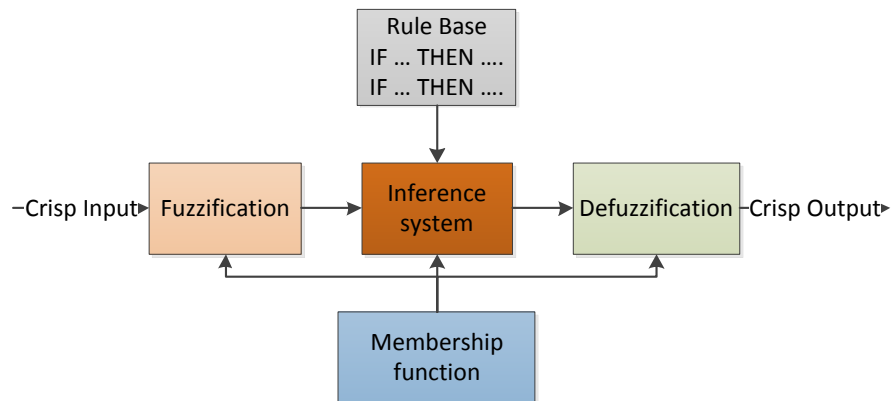 Rule Base
IF ... THEN ....
IF ... THEN ....
Crisp Input
Fuzzification
Inference
system
Defuzzification
Crisp Output
Membership
function